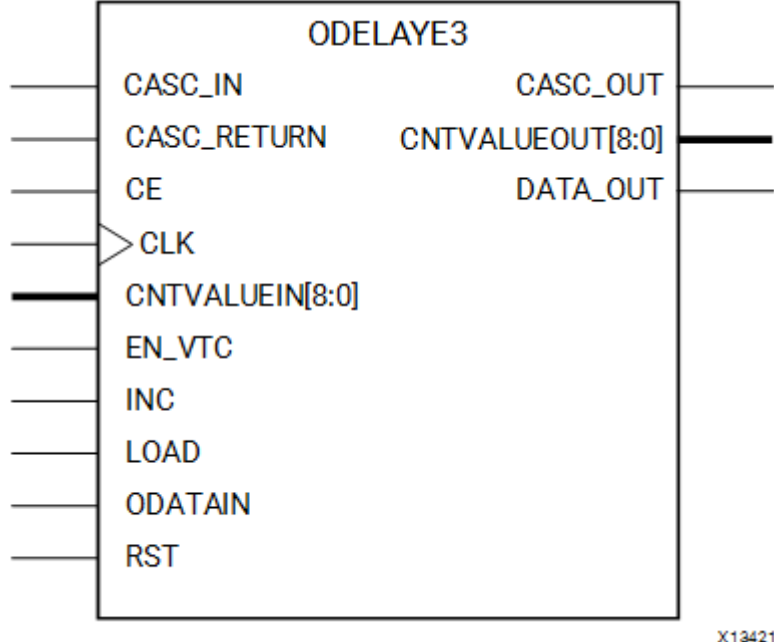 ODELAYE3
CASC_IN CASC_OUT
CASC_RETURN CNTVALUEOUT[8:0]
CE DATA_OUT
CLK
CNTVALUEIN[8:0]
EN_VTC
INC
LOAD
ODATAIN
RST
X13421